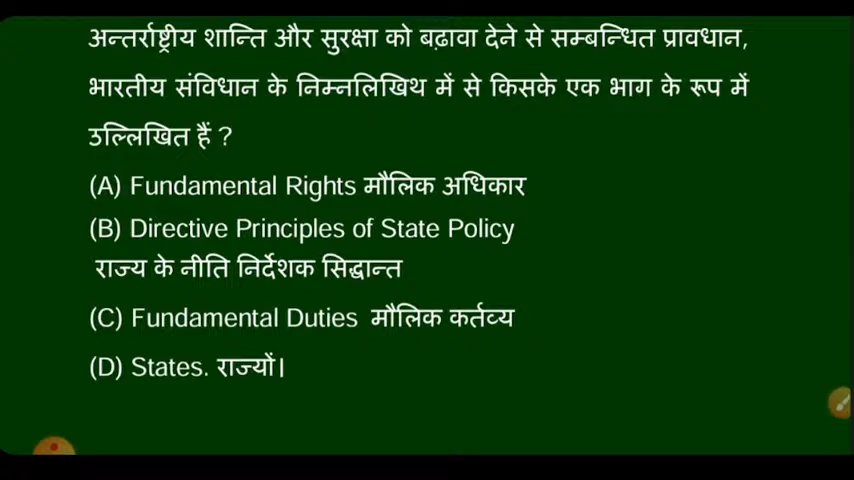 अन्तर्राष्ट्रीय शान्ति और सुरक्षा को बढ़ावा देने से सम्बन्धित प्रावधान,
भारतीय संविधान के निम्नलिखिथ में से किसके एक भाग के रूप में
उल्लिखित हैं ?
(A) Fundamental Rights मौलिक अधिकार
(B) Directive Principles of State Policy
राज्य के नीति निर्देशक सिद्धान्त
(C) Fundamental Duties मौलिक कर्तव्य
(D) States. राज्यों।